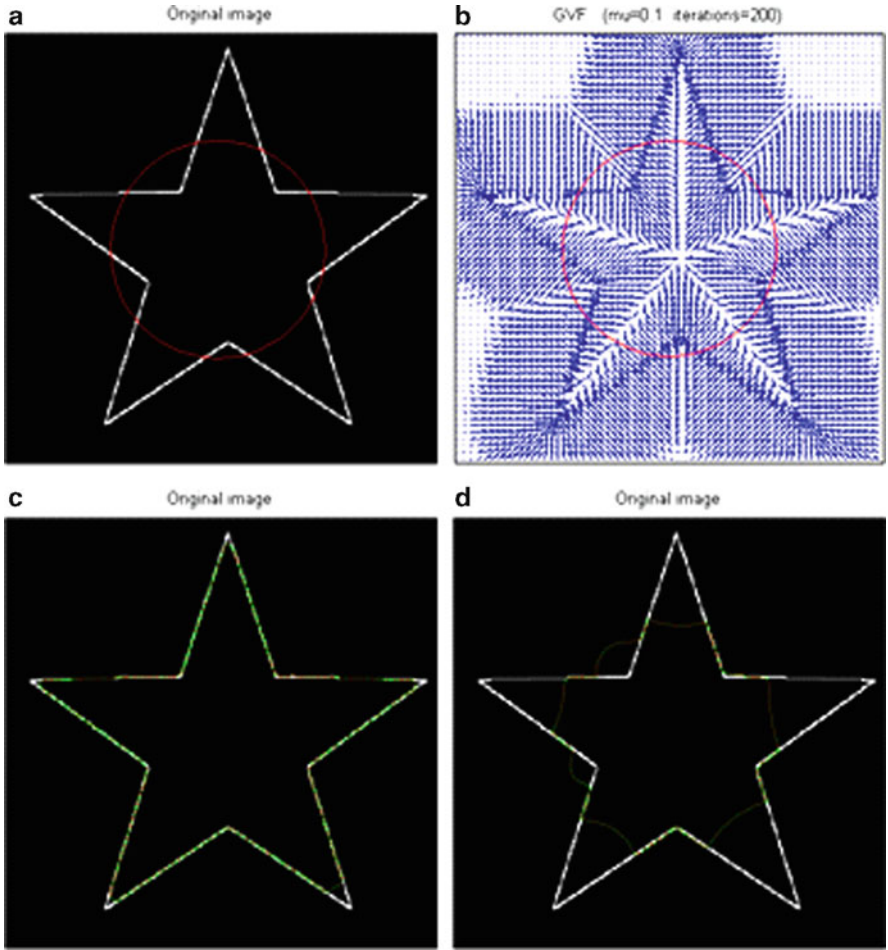 a
Original image
b
GVF (mu=0.1 iterations=200)
c
Original image
d
Original image